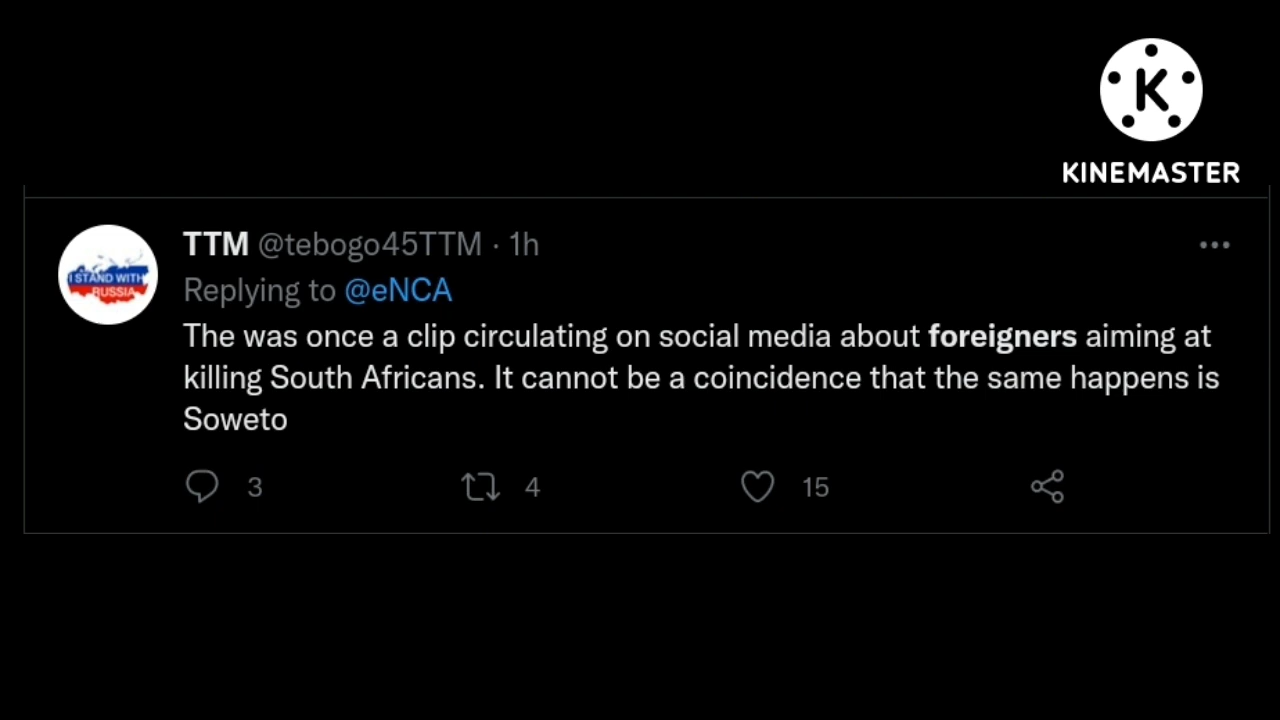 K
KINEMASTER
TTM @tebogo45TTM · 1h
I STAND WITH
RUSSIA
Replying to @eNCA
The was once a clip circulating on social media about foreigners aiming at
killing South Africans. It cannot be a coincidence that the same happens is
Soweto
3 4 15